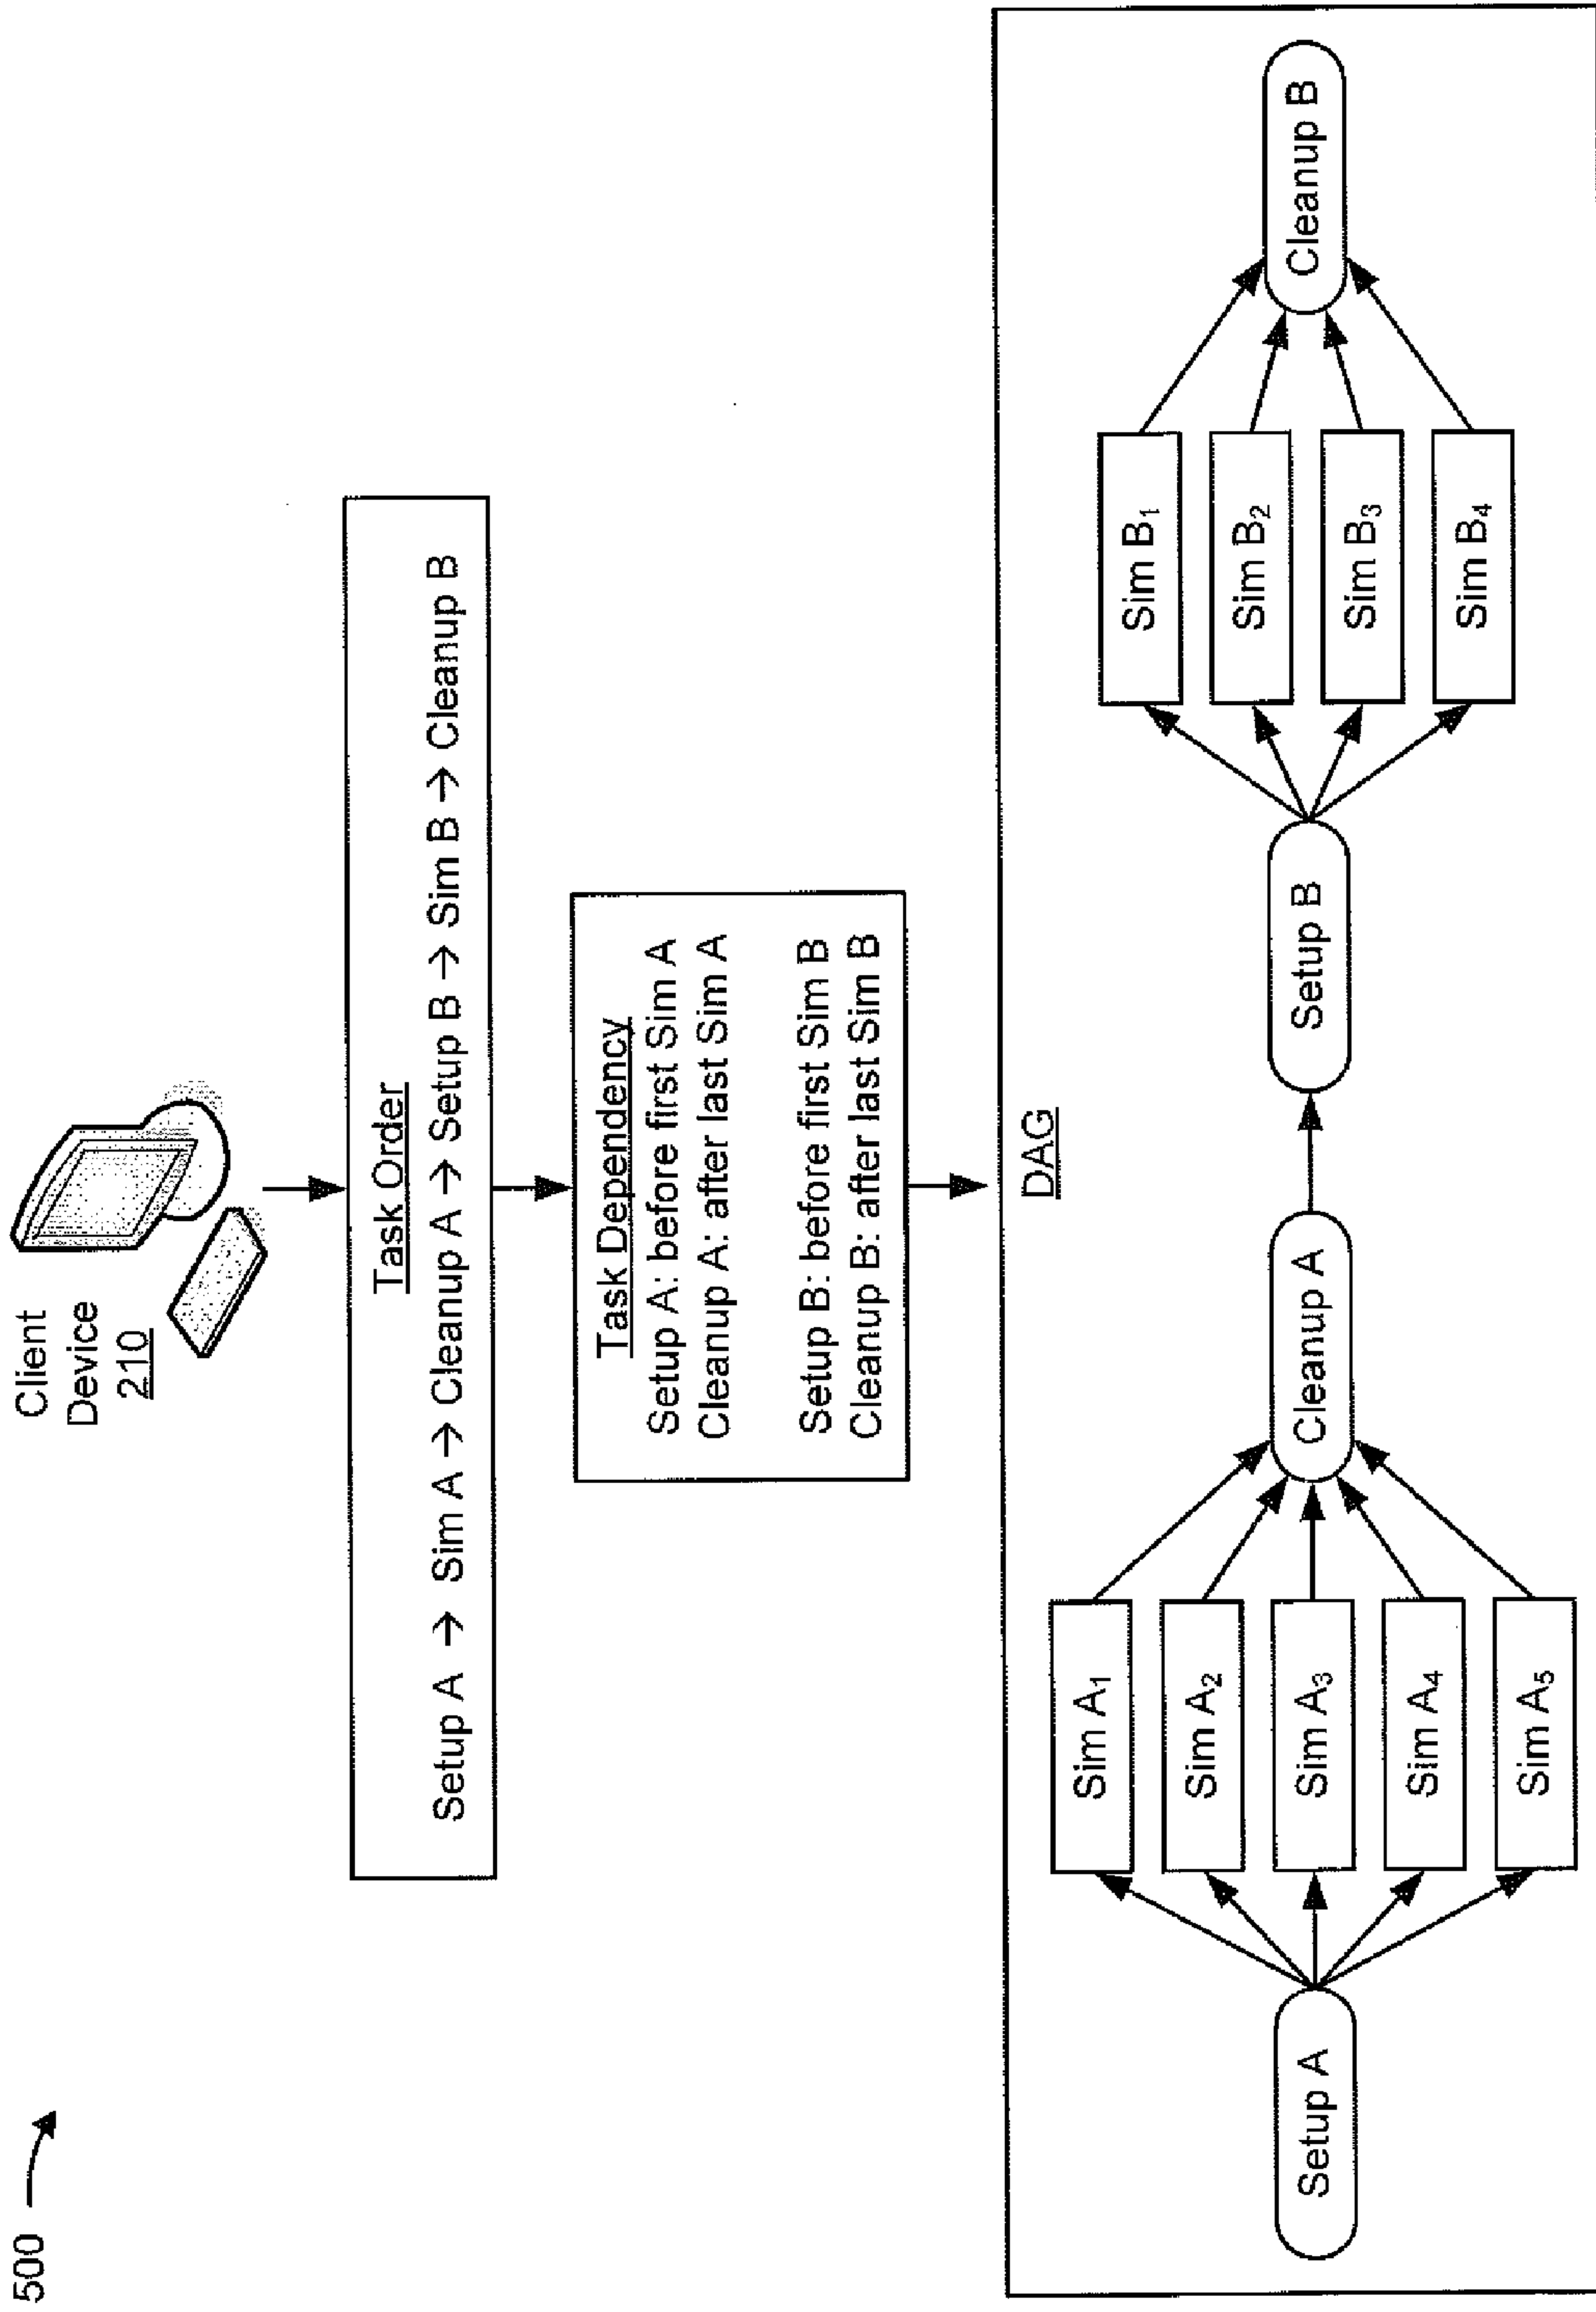 500
Client
Device
210
Task Order
Setup A → Sim A → Cleanup A → Setup B → Sim B → Cleanup B
Task Dependency
Setup A: before first Sim A
Cleanup A: after last Sim A
Setup B: before first Sim B
Cleanup B: after last Sim B
DAG
Setup A
Sim A₁
Sim A₂
Sim A₃
Sim A₄
Sim A₅
Cleanup A
Setup B
Sim B₁
Sim B₂
Sim B₃
Sim B₄
Cleanup B